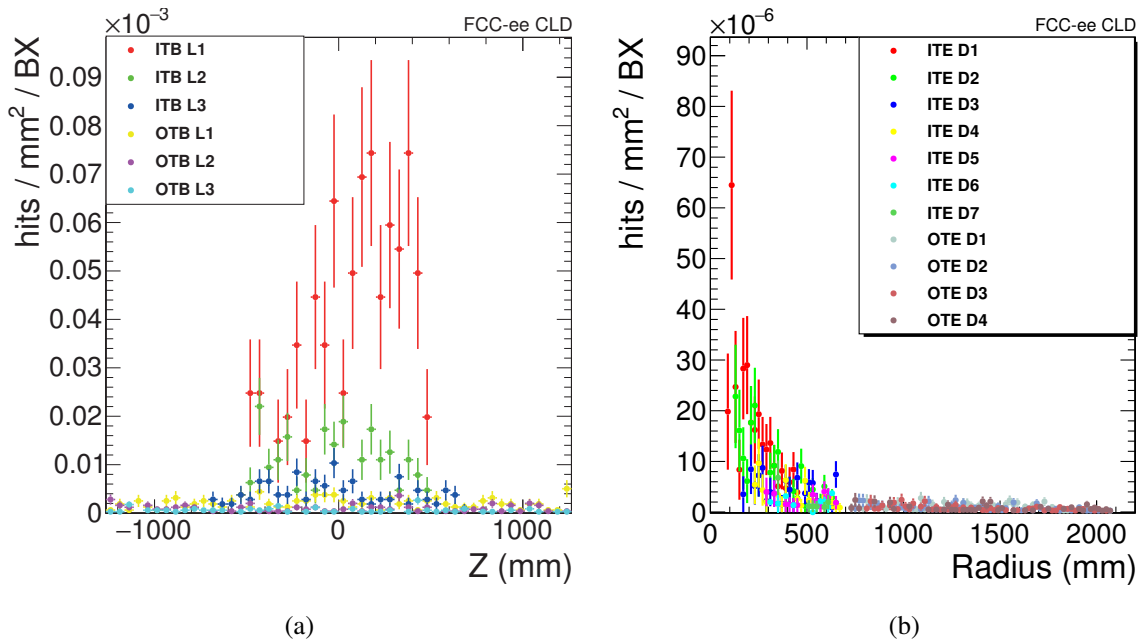 ×10⁻³
FCC-ee CLD
hits / mm² / BX
0.09
0.08
0.07
0.06
0.05
0.04
0.03
0.02
0.01
0
ITB L1
ITB L2
ITB L3
OTB L1
OTB L2
OTB L3
−1000 0 1000
Z (mm)
(a)
×10⁻⁶
FCC-ee CLD
hits / mm² / BX
90
80
70
60
50
40
30
20
10
0
ITE D1
ITE D2
ITE D3
ITE D4
ITE D5
ITE D6
ITE D7
OTE D1
OTE D2
OTE D3
OTE D4
0 500 1000 1500 2000
Radius (mm)
(b)